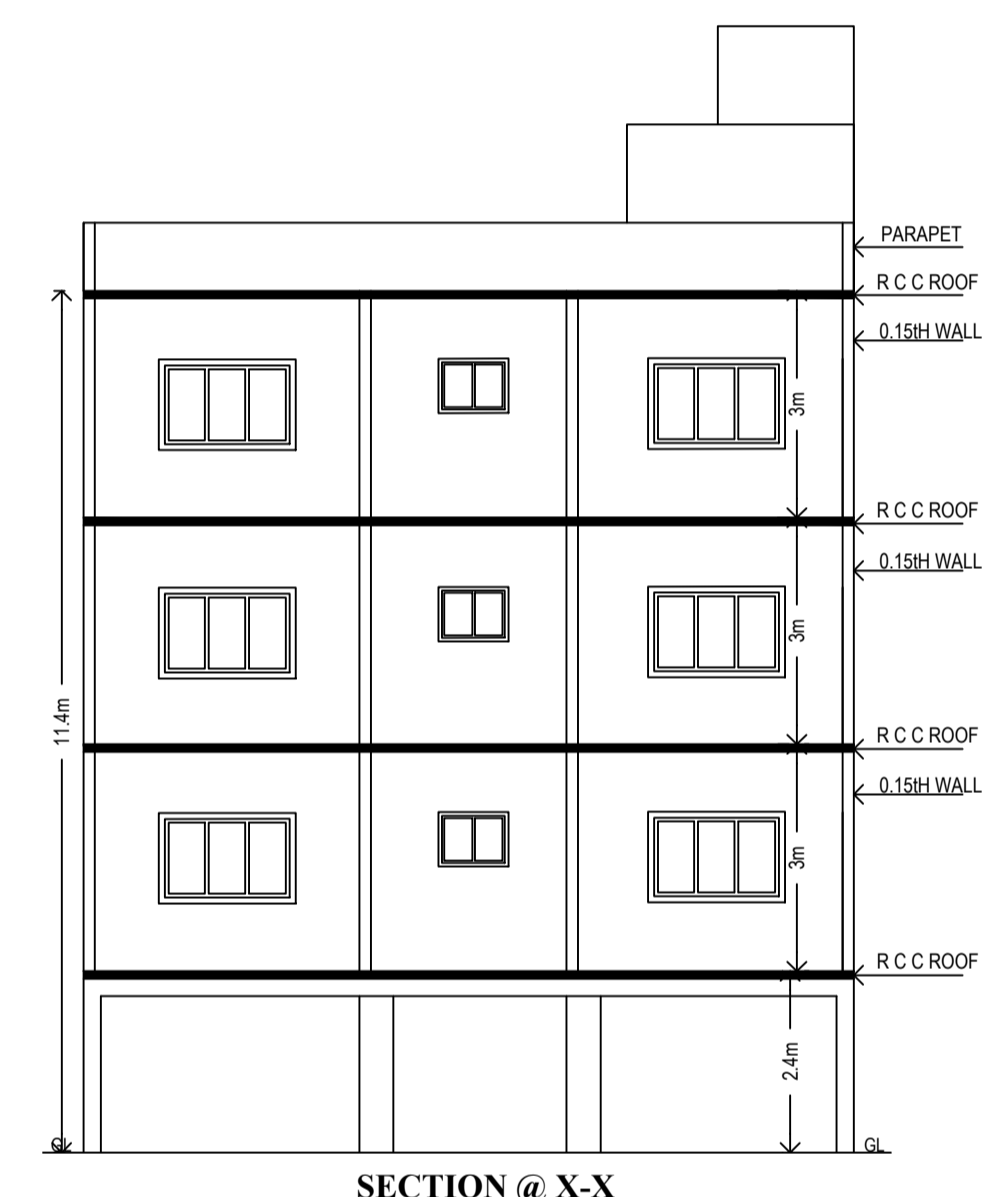 PARAPET
R C C ROOF
0.15tH WALL
3m
R C C ROOF
0.15tH WALL
3m
11.4m
R C C ROOF
0.15tH WALL
3m
R C C ROOF
2.4m
GL
GL
SECTION @ X-X